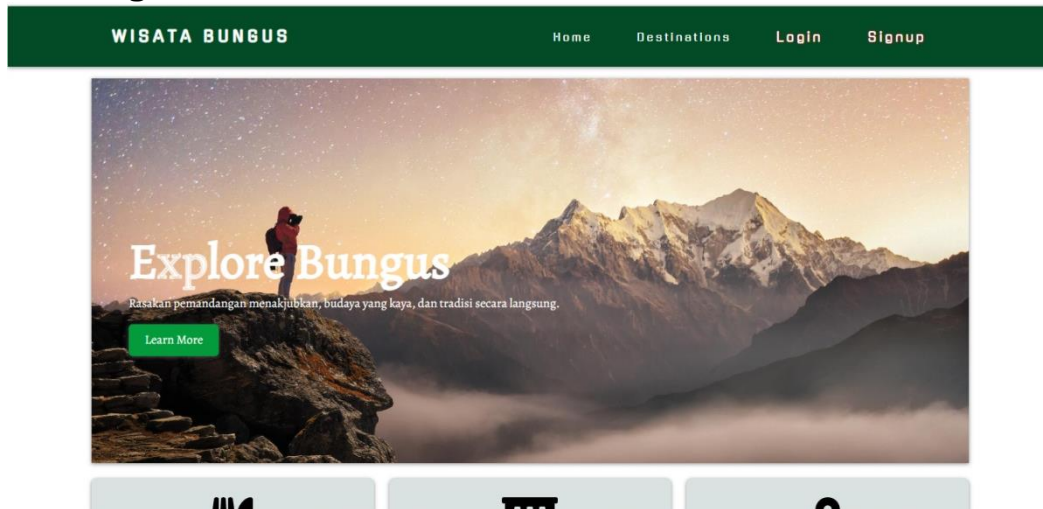 WISATA BUNGUS
Home Destinations Login Signup
Explore Bungus
Rasakan pemandangan menakjubkan, budaya yang kaya, dan tradisi secara langsung.
Learn More